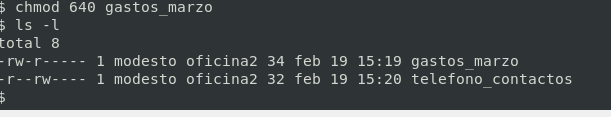 $ chmod 640 gastos_marzo
$ ls -l
total 8
-rw-r----- 1 modesto oficina2 34 feb 19 15:19 gastos_marzo
-r--rw---- 1 modesto oficina2 32 feb 19 15:20 telefono_contactos
$